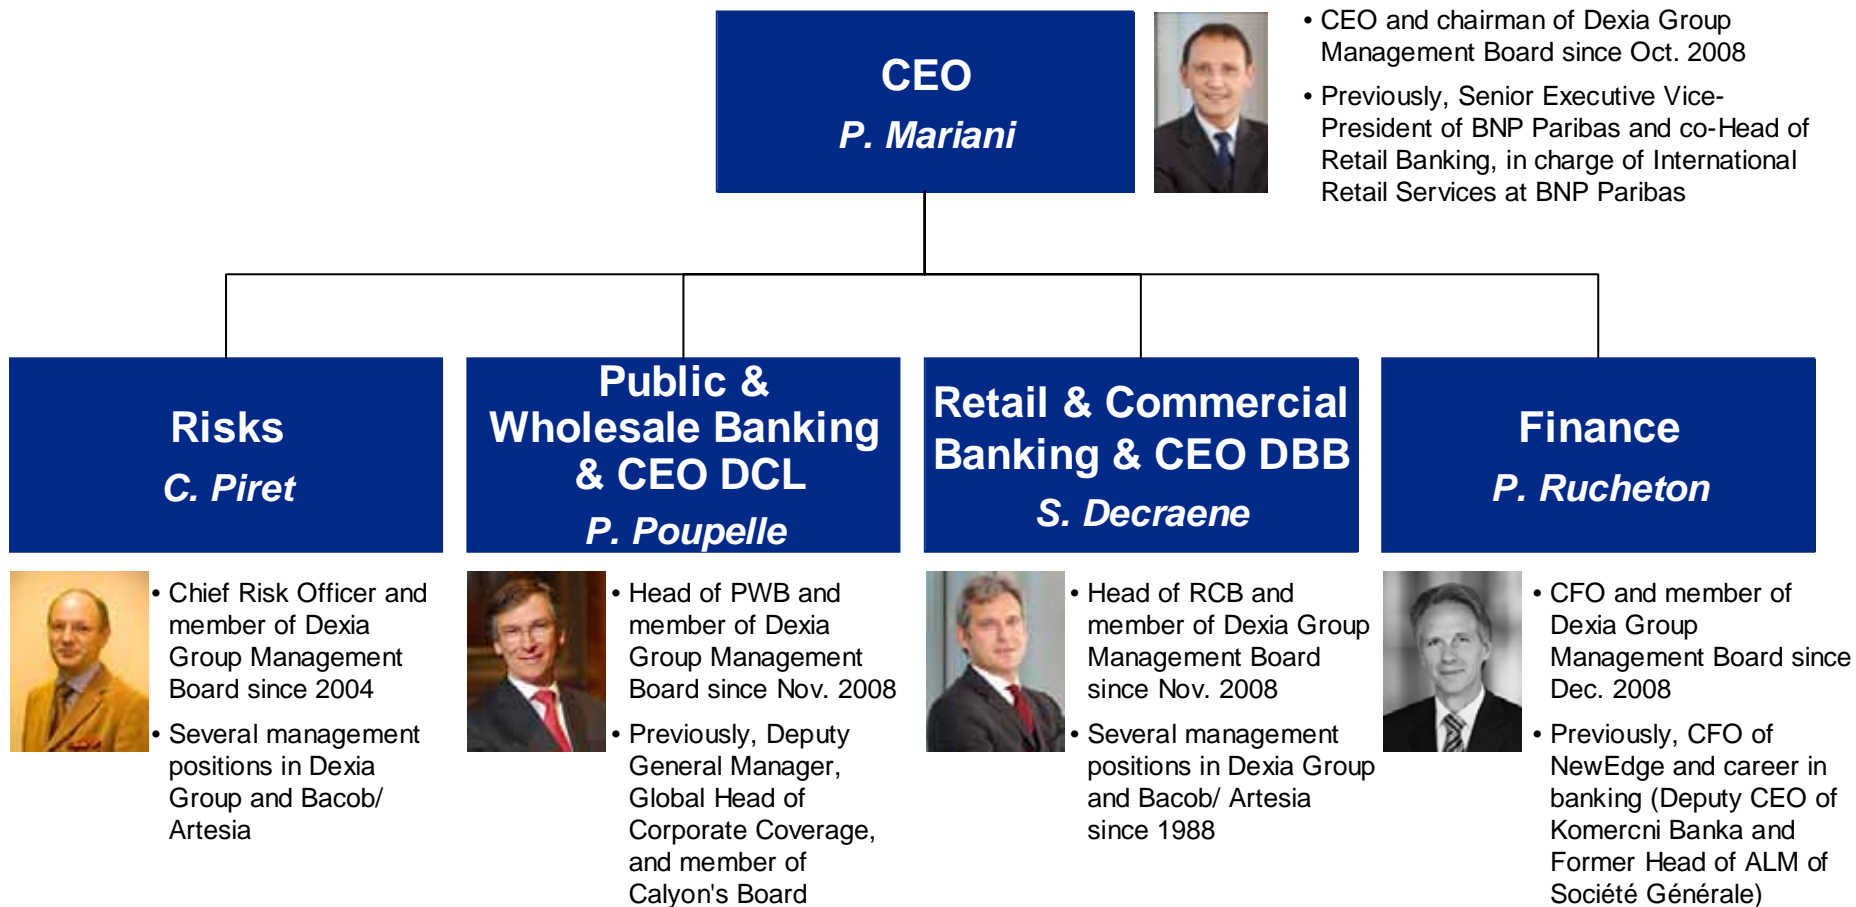 CEO
P. Mariani
• CEO and chairman of Dexia Group
Management Board since Oct. 2008
• Previously, Senior Executive Vice-
President of BNP Paribas and co-Head of
Retail Banking, in charge of International
Retail Services at BNP Paribas
Risks
C. Piret
Public &
Wholesale Banking
& CEO DCL
P. Poupelle
Retail & Commercial
Banking & CEO DBB
S. Decraene
Finance
P. Rucheton
• Chief Risk Officer and
member of Dexia
Group Management
Board since 2004
• Several management
positions in Dexia
Group and Bacob/
Artesia
• Head of PWB and
member of Dexia
Group Management
Board since Nov. 2008
• Previously, Deputy
General Manager,
Global Head of
Corporate Coverage,
and member of
Calyon's Board
• Head of RCB and
member of Dexia Group
Management Board
since Nov. 2008
• Several management
positions in Dexia Group
and Bacob/ Artesia
since 1988
• CFO and member of
Dexia Group
Management Board since
Dec. 2008
• Previously, CFO of
NewEdge and career in
banking (Deputy CEO of
Komercni Banka and
Former Head of ALM of
Société Générale)